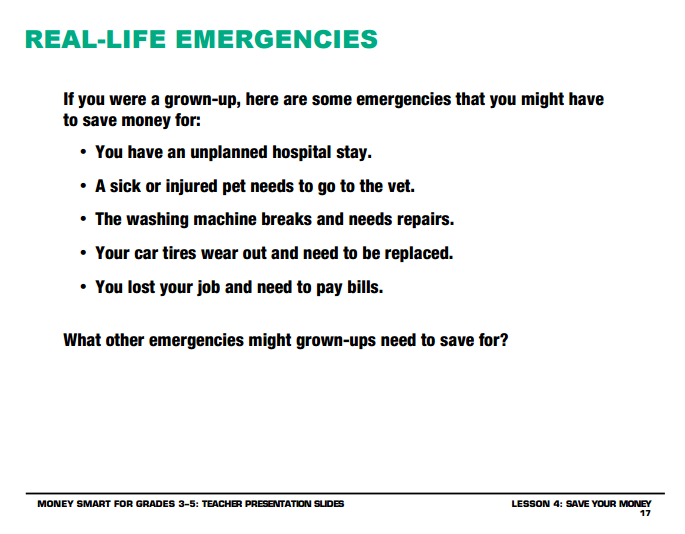 REAL-LIFE EMERGENCIES
If you were a grown-up, here are some emergencies that you might have
to save money for:
• You have an unplanned hospital stay.
• A sick or injured pet needs to go to the vet.
• The washing machine breaks and needs repairs.
• Your car tires wear out and need to be replaced.
• You lost your job and need to pay bills.
What other emergencies might grown-ups need to save for?
MONEY SMART FOR GRADES 3–5: TEACHER PRESENTATION SLIDES
LESSON 4: SAVE YOUR MONEY
17